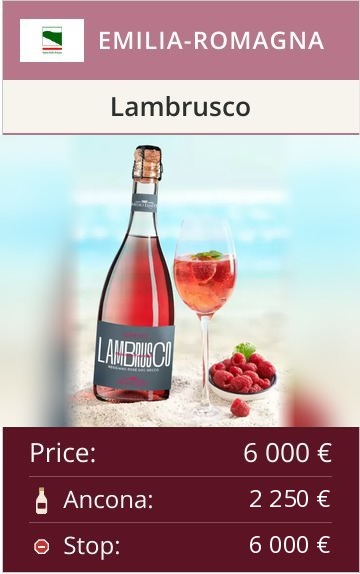 EMILIA-ROMAGNA
Lambrusco
LAMBRUSCO
Price: 6 000 €
Ancona: 2 250 €
Stop: 6 000 €